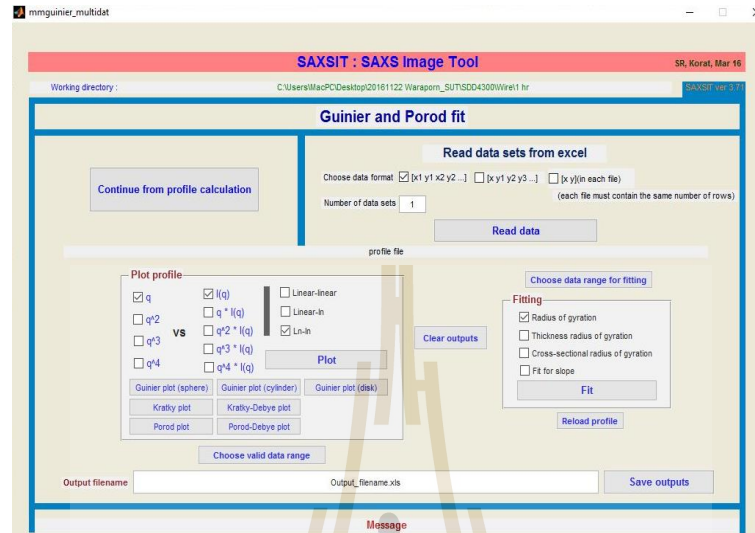 mmguinier_multidat
SAXSIT : SAXS Image Tool
SR, Korat, Mar 16
Working directory :
C:\Users\MacPC\Desktop\20161122 Waraporn_SUT\SDD4300\Wire\1 hr
SAXSIT ver 3.71
Guinier and Porod fit
Continue from profile calculation
Read data sets from excel
Choose data format
[x1 y1 x2 y2 ...]
[x y1 y2 y3 ...]
[x y](in each file)
(each file must contain the same number of rows)
Number of data sets
1
Read data
profile file
Plot profile
q
q^2
q^3
q^4
vs
I(q)
q * I(q)
q^2 * I(q)
q^3 * I(q)
q^4 * I(q)
Linear-linear
Linear-ln
Ln-ln
Plot
Guinier plot (sphere)
Guinier plot (cylinder)
Guinier plot (disk)
Kratky plot
Kratky-Debye plot
Porod plot
Porod-Debye plot
Choose valid data range
Clear outputs
Choose data range for fitting
Fitting
Radius of gyration
Thickness radius of gyration
Cross-sectional radius of gyration
Fit for slope
Fit
Reload profile
Output filename
Output_filename.xls
Save outputs
Message